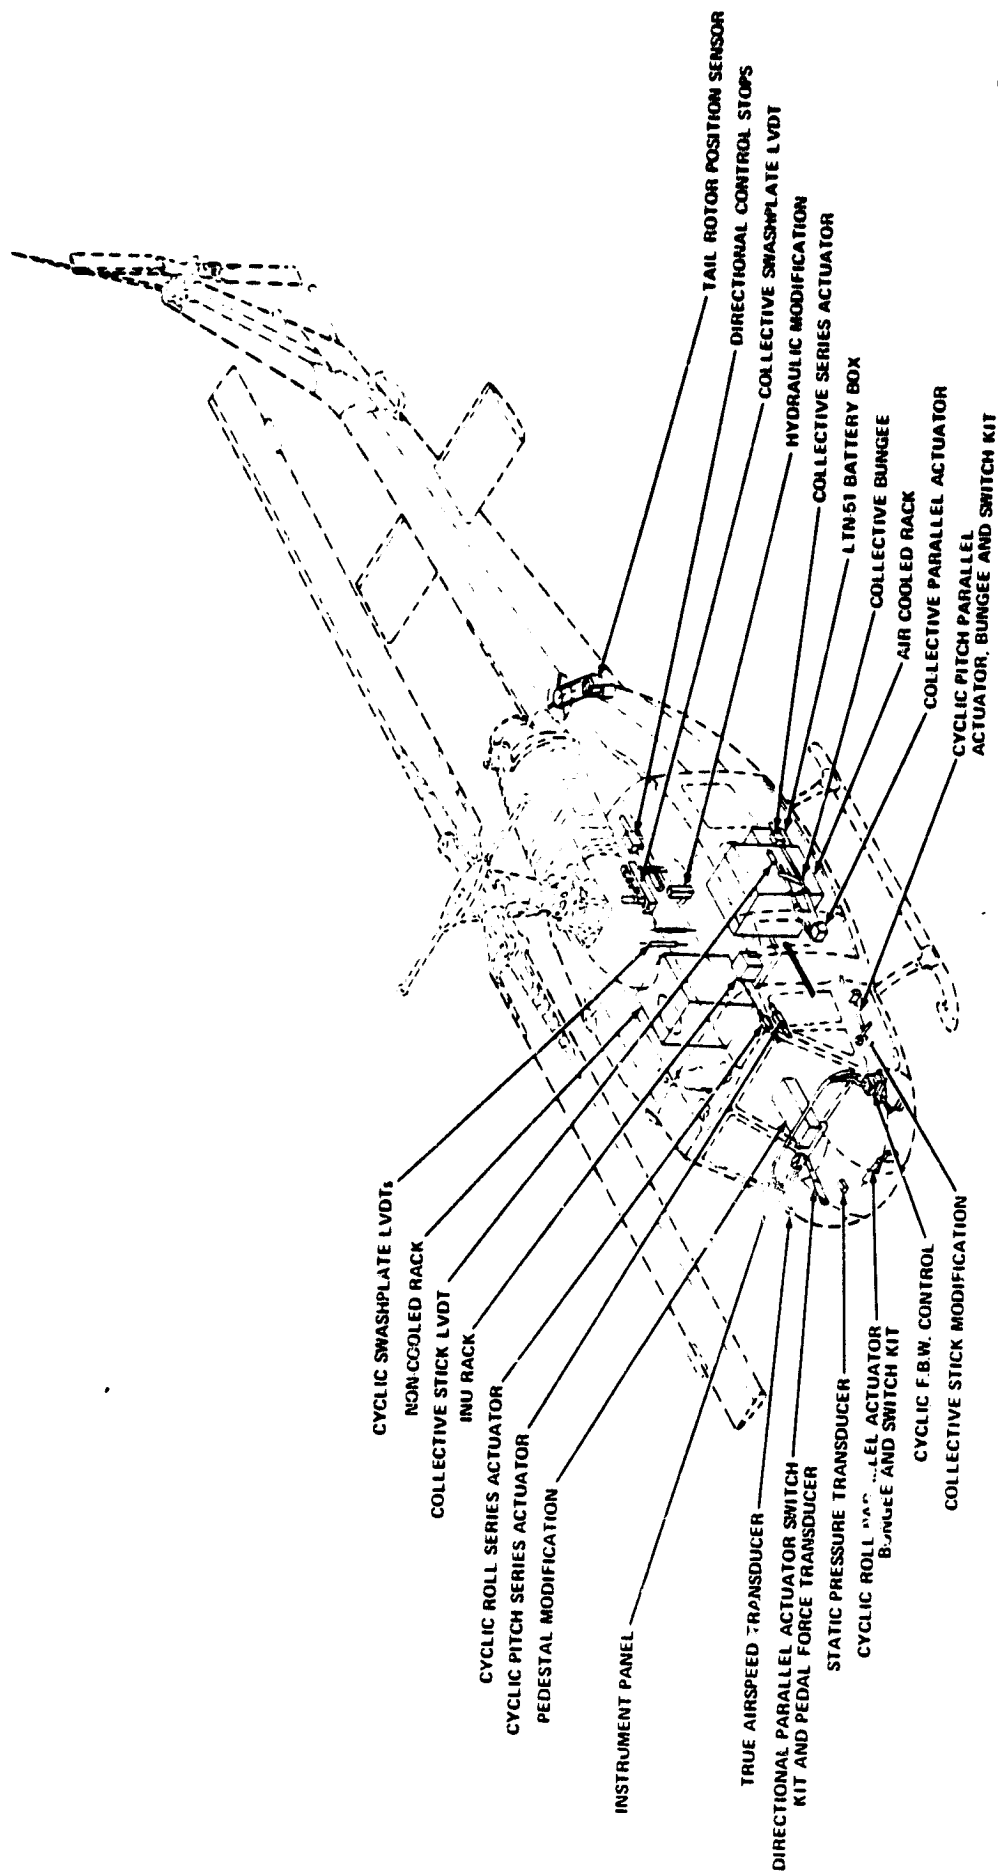 CYCLIC SWASHPLATE LVDTs
NON-COOLED RACK
COLLECTIVE STICK LVDT
INU RACK
CYCLIC ROLL SERIES ACTUATOR
CYCLIC PITCH SERIES ACTUATOR
PEDESTAL MODIFICATION
INSTRUMENT PANEL
TRUE AIRSPEED TRANSDUCER
DIRECTIONAL PARALLEL ACTUATOR SWITCH
KIT AND PEDAL FORCE TRANSDUCER
STATIC PRESSURE TRANSDUCER
CYCLIC ROLL ACTUATOR
BUNGEE AND SWITCH KIT
CYCLIC F.B.W. CONTROL
COLLECTIVE STICK MODIFICATION
TAIL ROTOR POSITION SENSOR
DIRECTIONAL CONTROL STOPS
COLLECTIVE SWASHPLATE LVDT
HYDRAULIC MODIFICATION
COLLECTIVE SERIES ACTUATOR
LTN-51 BATTERY BOX
COLLECTIVE BUNGEE
AIR COOLED RACK
COLLECTIVE PARALLEL ACTUATOR
CYCLIC PITCH PARALLEL
ACTUATOR, BUNGEE AND SWITCH KIT